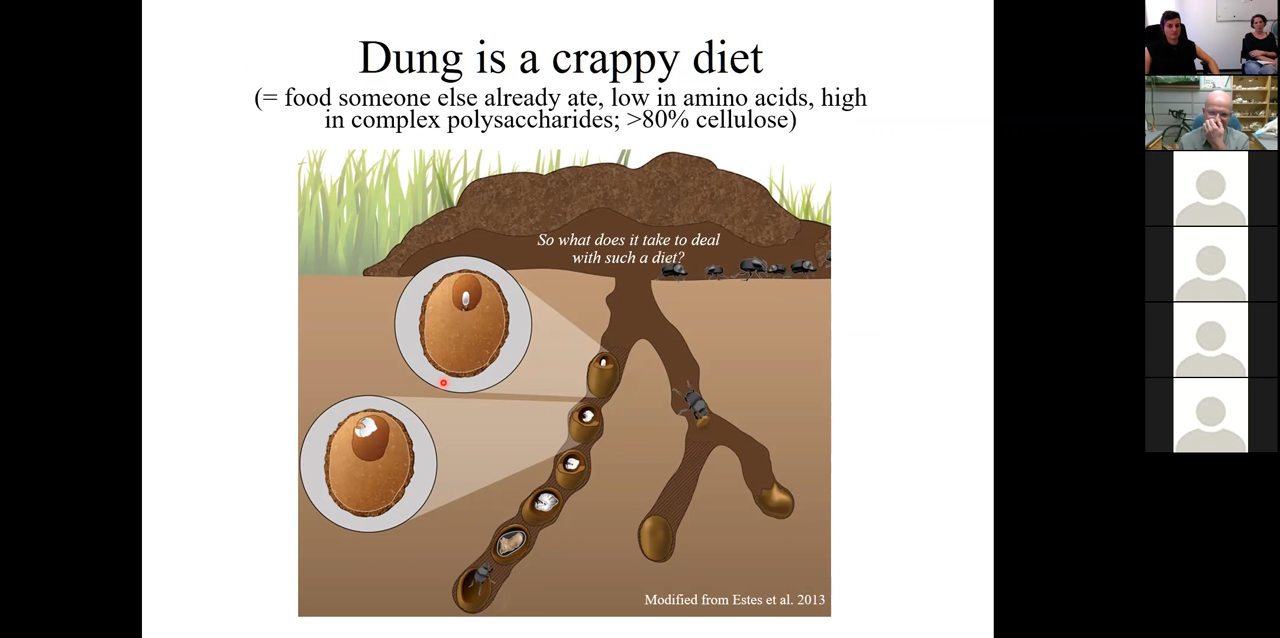 Dung is a crappy diet
(= food someone else already ate, low in amino acids, high
in complex polysaccharides; >80% cellulose)
So what does it take to deal
with such a diet?
Modified from Estes et al. 2013